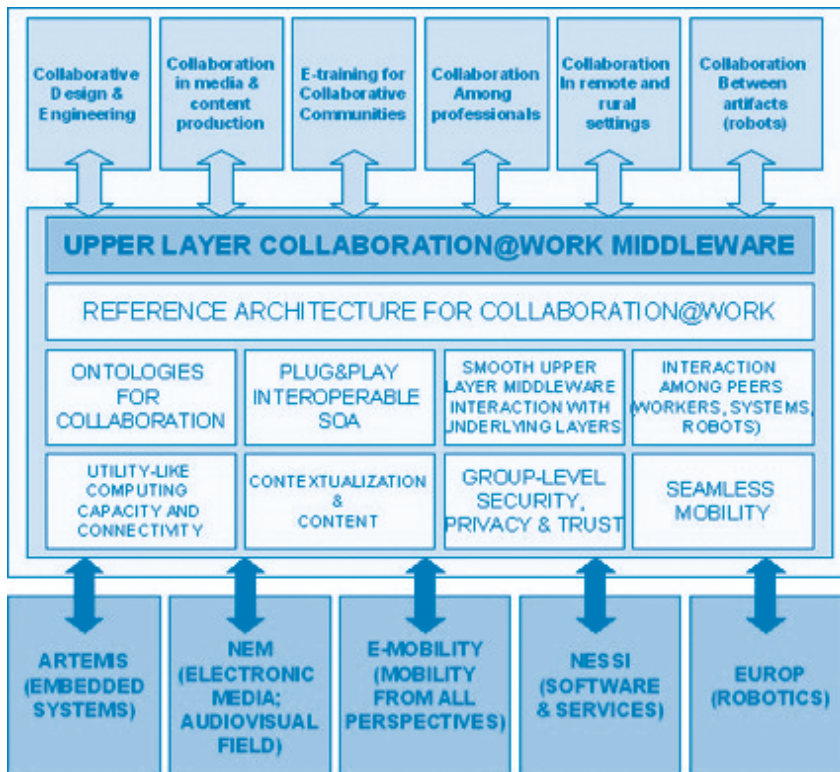 Collaborative
Design &
Engineering
Collaboration
in media &
content
production
E-training for
Collaborative
Communities
Collaboration
Among
professionals
Collaboration
In remote and
rural
settings
Collaboration
Between
artifacts
(robots)
UPPER LAYER COLLABORATION@WORK MIDDLEWARE
REFERENCE ARCHITECTURE FOR COLLABORATION@WORK
ONTOLOGIES
FOR
COLLABORATION
PLUG&PLAY
INTEROPERABLE
SOA
SMOOTH UPPER
LAYER MIDDLEWARE
INTERACTION WITH
UNDERLYING LAYERS
INTERACTION
AMONG PEERS
(WORKERS, SYSTEMS,
ROBOTS)
UTILITY-LIKE
COMPUTING
CAPACITY AND
CONNECTIVITY
CONTEXTUALIZATION
&
CONTENT
GROUP-LEVEL
SECURITY,
PRIVACY & TRUST
SEAMLESS
MOBILITY
ARTEMIS
(EMBEDDED
SYSTEMS)
NEM
(ELECTRONIC
MEDIA;
AUDIOVISUAL
FIELD)
E-MOBILITY
(MOBILITY
FROM ALL
PERSPECTIVES)
NESSI
(SOFTWARE
& SERVICES)
EUROP
(ROBOTICS)